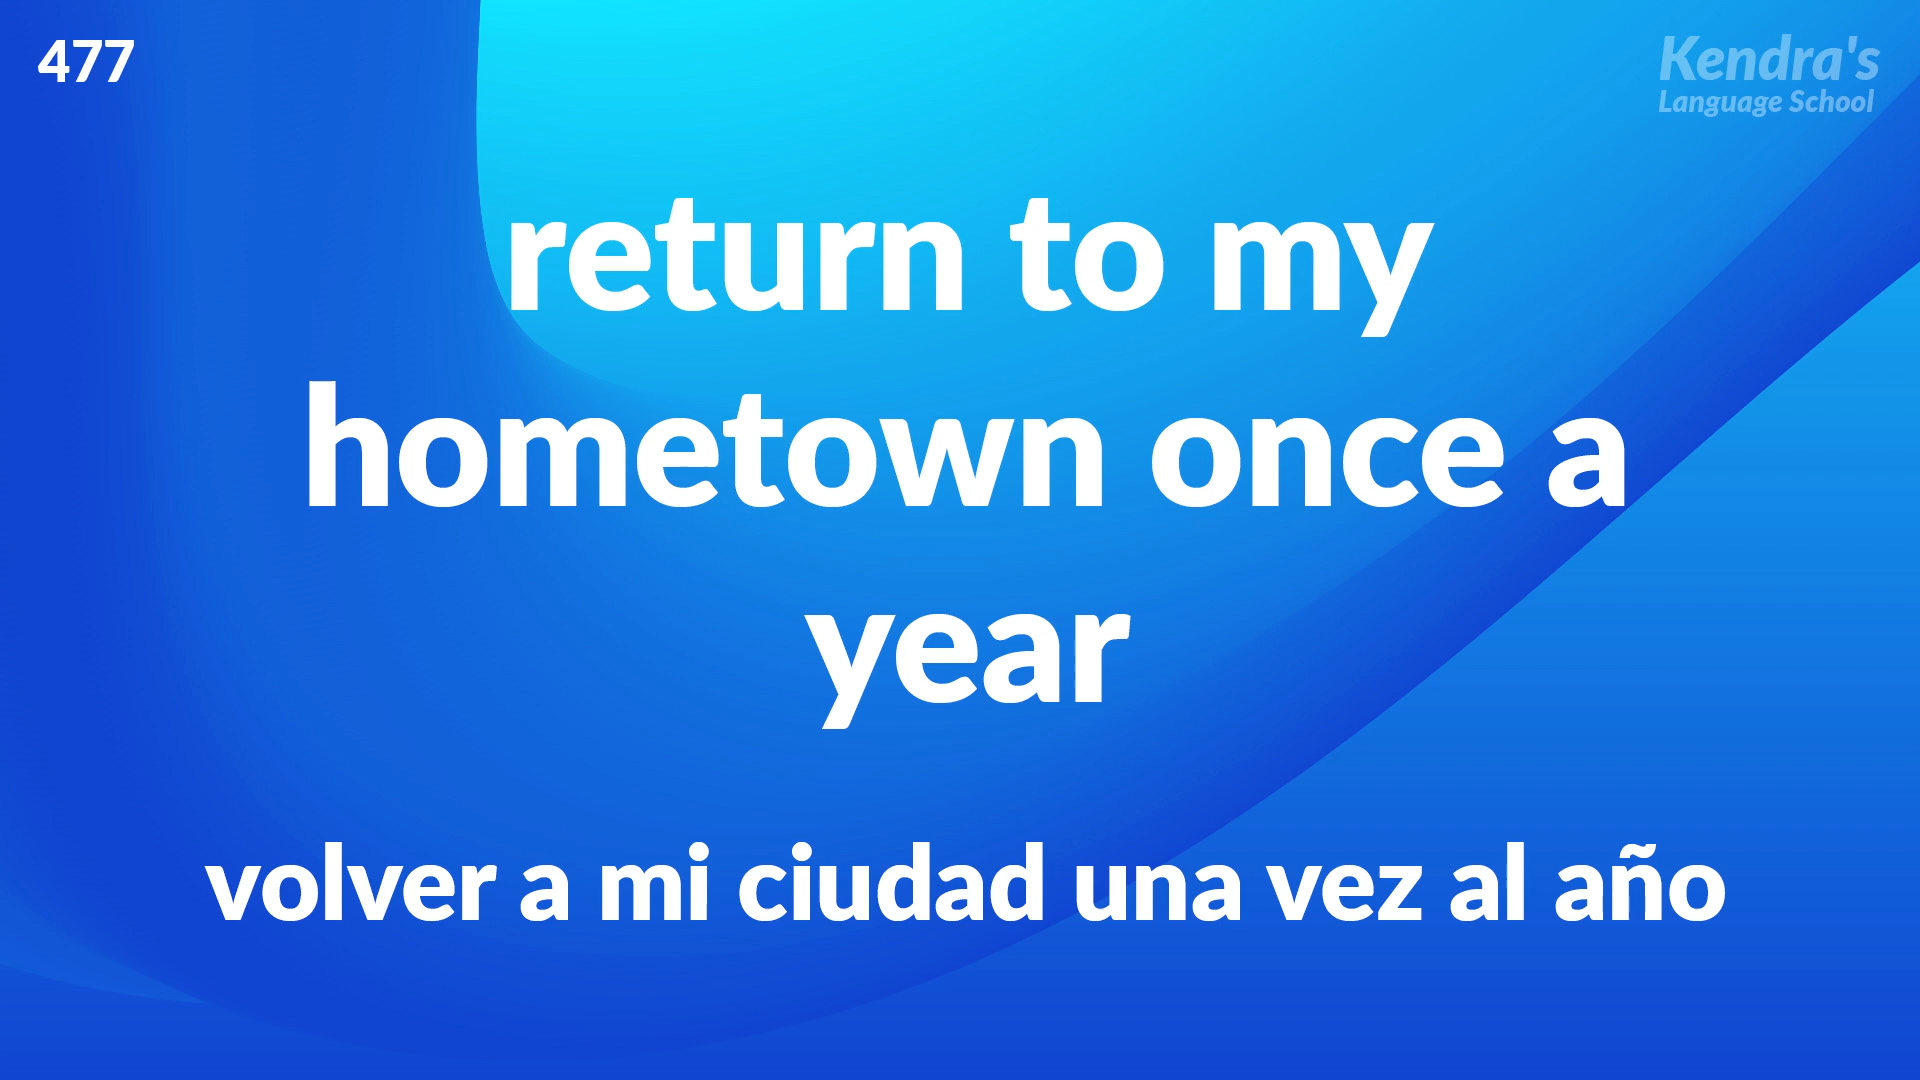 477
Kendra's
Language School
return to my
hometown once a
year
volver a mi ciudad una vez al año